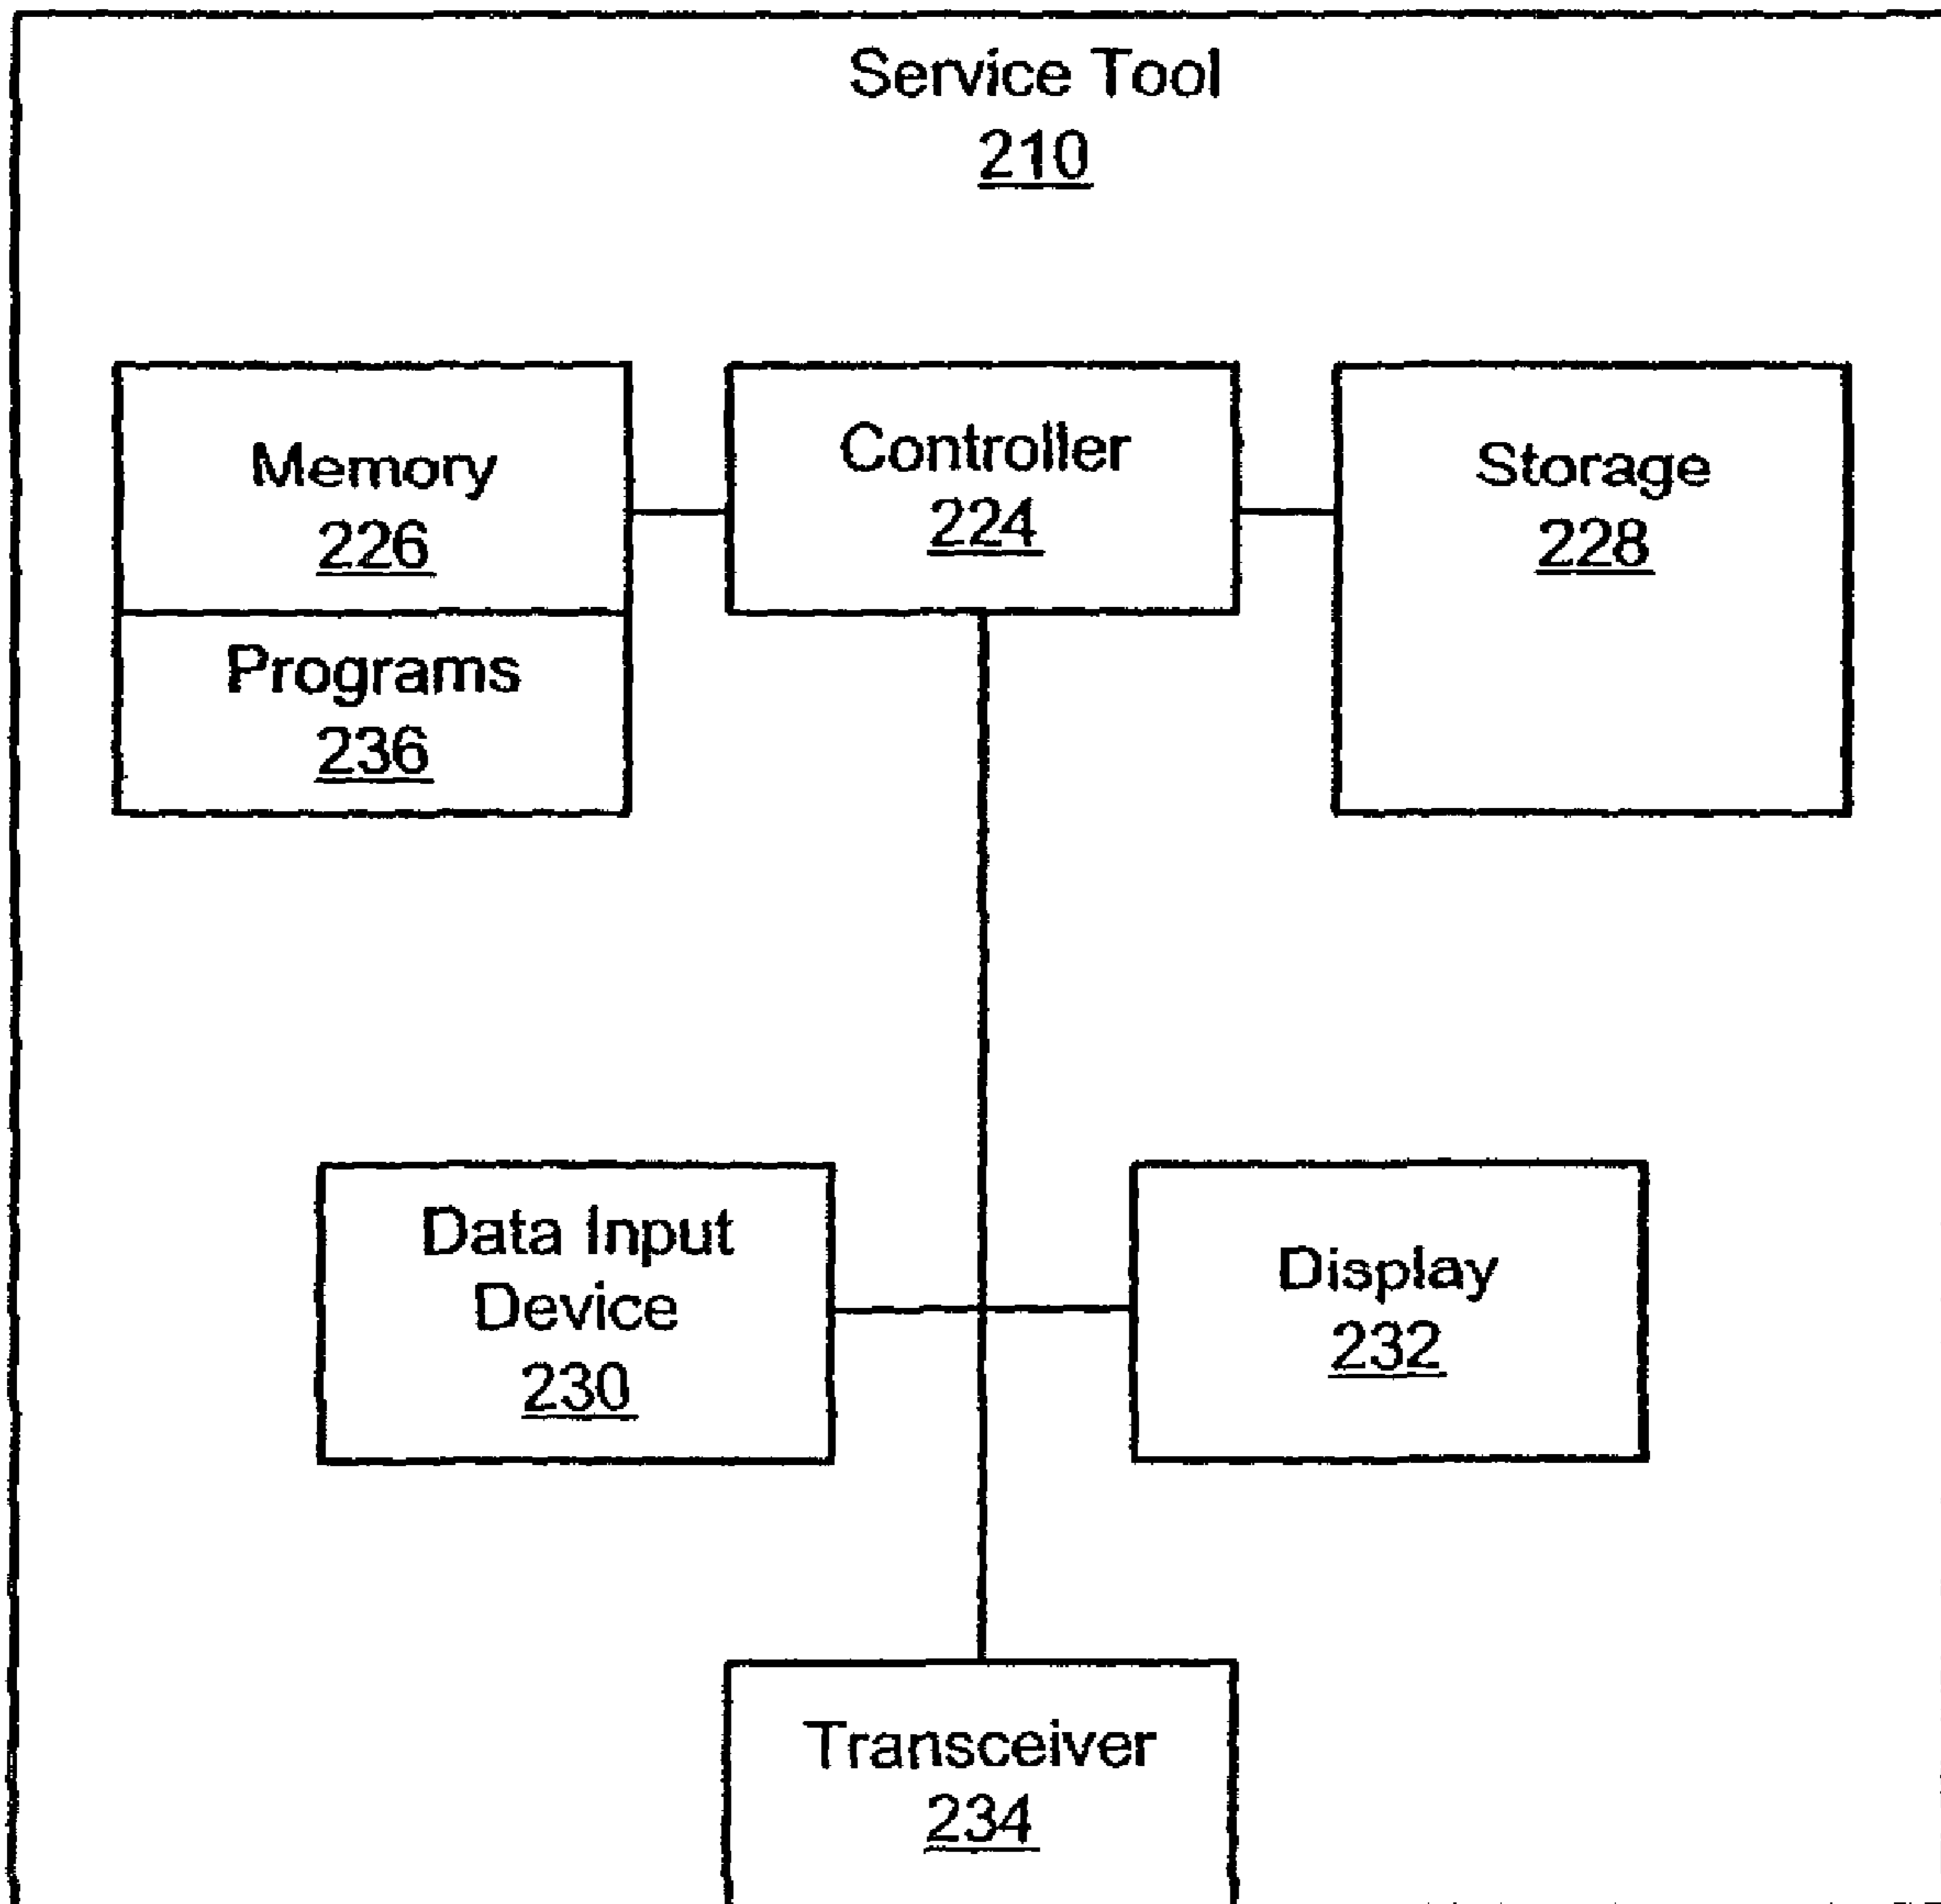 Service Tool
210
Memory
226
Controller
224
Storage
228
Programs
236
Data Input
Device
230
Display
232
Transceiver
234